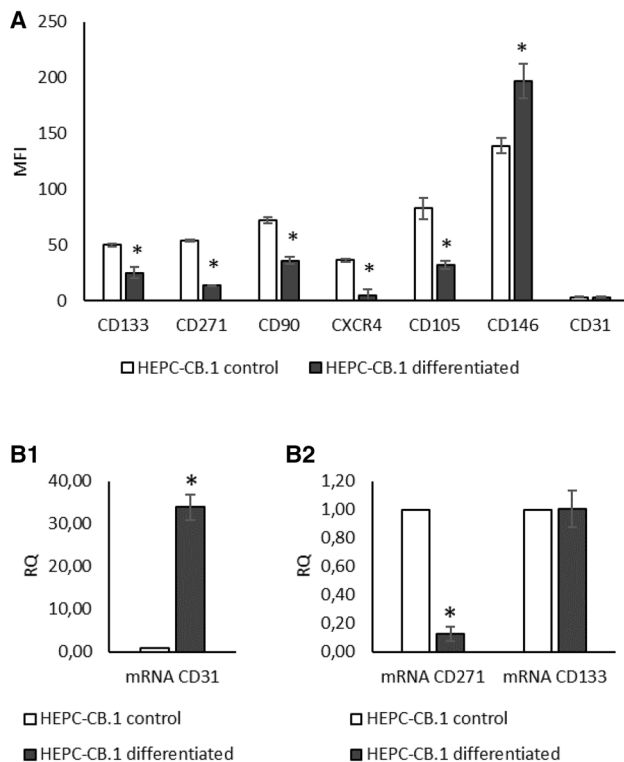 A
250
200
150
100
50
0
MFI
*
*
*
*
*
*
CD133 CD271 CD90 CXCR4 CD105 CD146 CD31
HEPC-CB.1 control HEPC-CB.1 differentiated
B1
40,00
30,00
20,00
10,00
0,00
RQ
*
mRNA CD31
HEPC-CB.1 control
HEPC-CB.1 differentiated
B2
1,20
1,00
0,80
0,60
0,40
0,20
0,00
RQ
*
mRNA CD271 mRNA CD133
HEPC-CB.1 control
HEPC-CB.1 differentiated